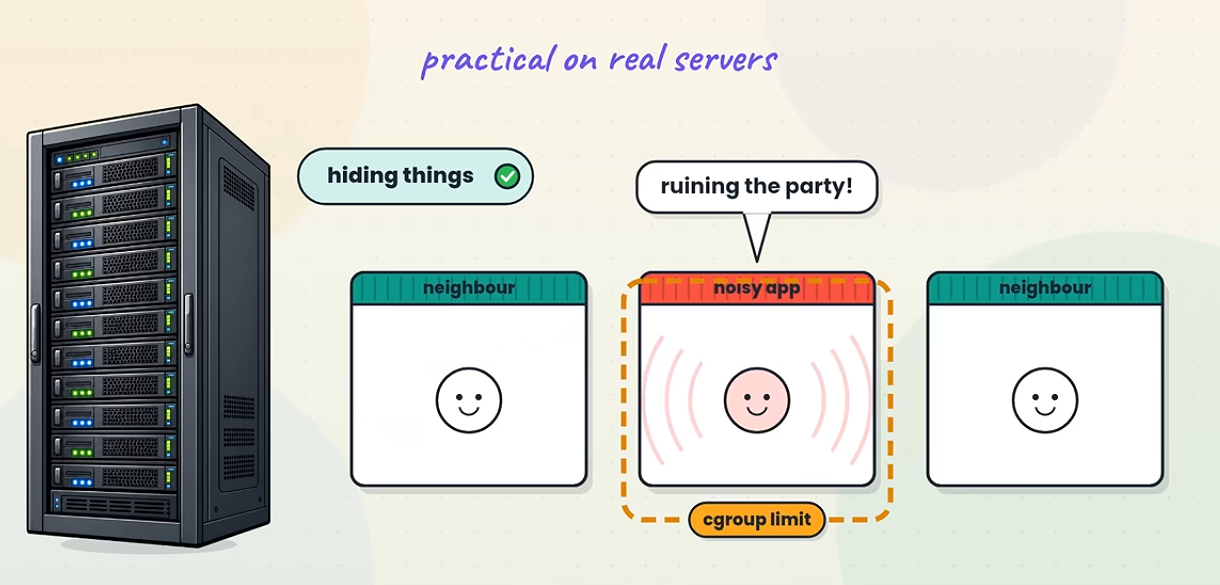 practical on real servers
hiding things
ruining the party!
neighbour
noisy app
neighbour
cgroup limit